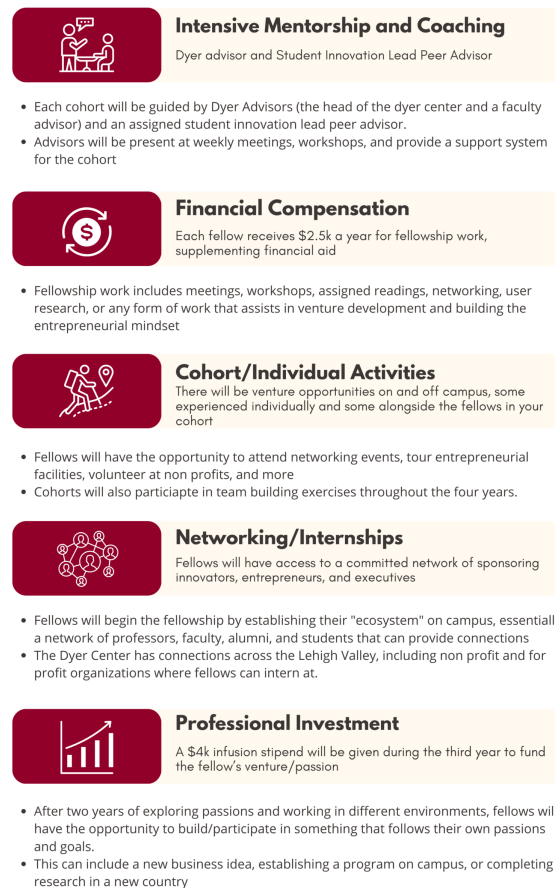 Intensive Mentorship and Coaching
Dyer advisor and Student Innovation Lead Peer Advisor
• Each cohort will be guided by Dyer Advisors (the head of the dyer center and a faculty
advisor) and an assigned student innovation lead peer advisor.
• Advisors will be present at weekly meetings, workshops, and provide a support system
for the cohort
$
Financial Compensation
Each fellow receives $2.5k a year for fellowship work,
supplementing financial aid
• Fellowship work includes meetings, workshops, assigned readings, networking, user
research, or any form of work that assists in venture development and building the
entrepreneurial mindset
Cohort/Individual Activities
There will be venture opportunities on and off campus, some
experienced individually and some alongside the fellows in your
cohort
• Fellows will have the opportunity to attend networking events, tour entrepreneurial
facilities, volunteer at non profits, and more
• Cohorts will also particiapte in team building exercises throughout the four years.
Networking/Internships
Fellows will have access to a committed network of sponsoring
innovators, entrepreneurs, and executives
• Fellows will begin the fellowship by establishing their "ecosystem" on campus, essentiall
a network of professors, faculty, alumni, and students that can provide connections
• The Dyer Center has connections across the Lehigh Valley, including non profit and for
profit organizations where fellows can intern at.
Professional Investment
A $4k infusion stipend will be given during the third year to fund
the fellow's venture/passion
• After two years of exploring passions and working in different environments, fellows wil
have the opportunity to build/participate in something that follows their own passions
and goals.
• This can include a new business idea, establishing a program on campus, or completing
research in a new country